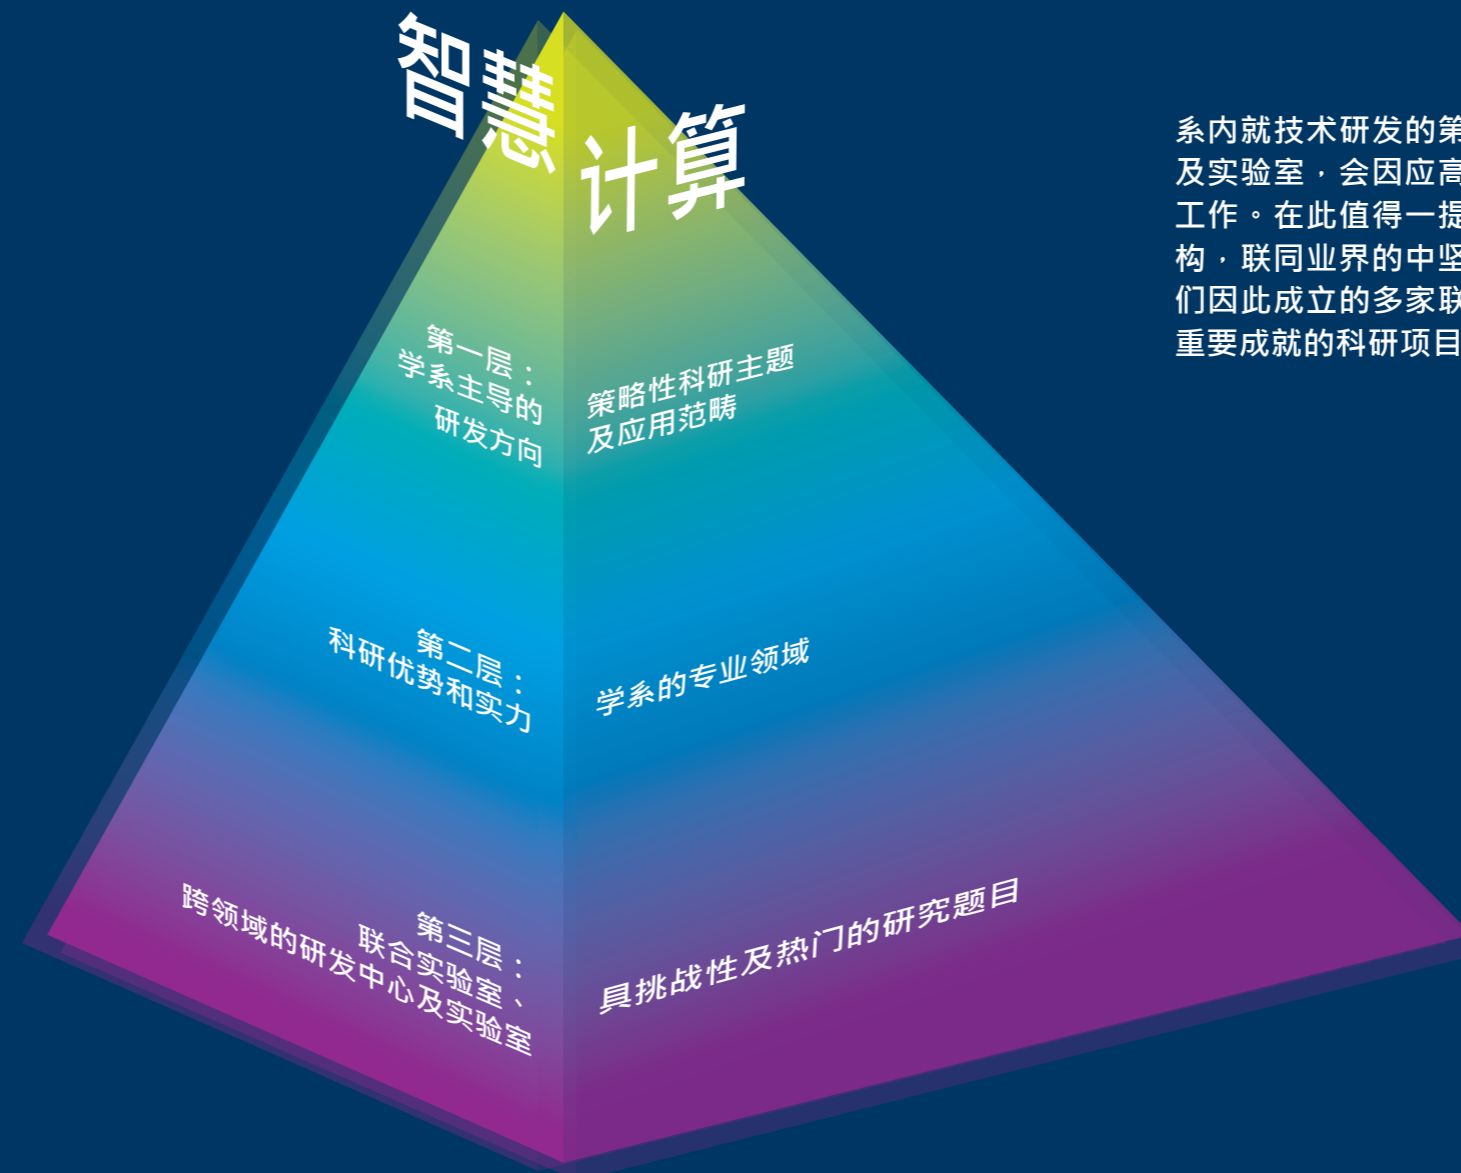 智慧
计算
第一层：
学系主导的
研发方向
策略性科研主题
及应用范畴
第二层：
科研优势和实力
学系的专业领域
第三层：
联合实验室、
跨领域的研发中心及实验室
具挑战性及热门的研究题目
系内就技术研发的第
及实验室，会因应高
工作。在此值得一提
构，联同业界的中坚
们因此成立的多家联
重要成就的科研项目